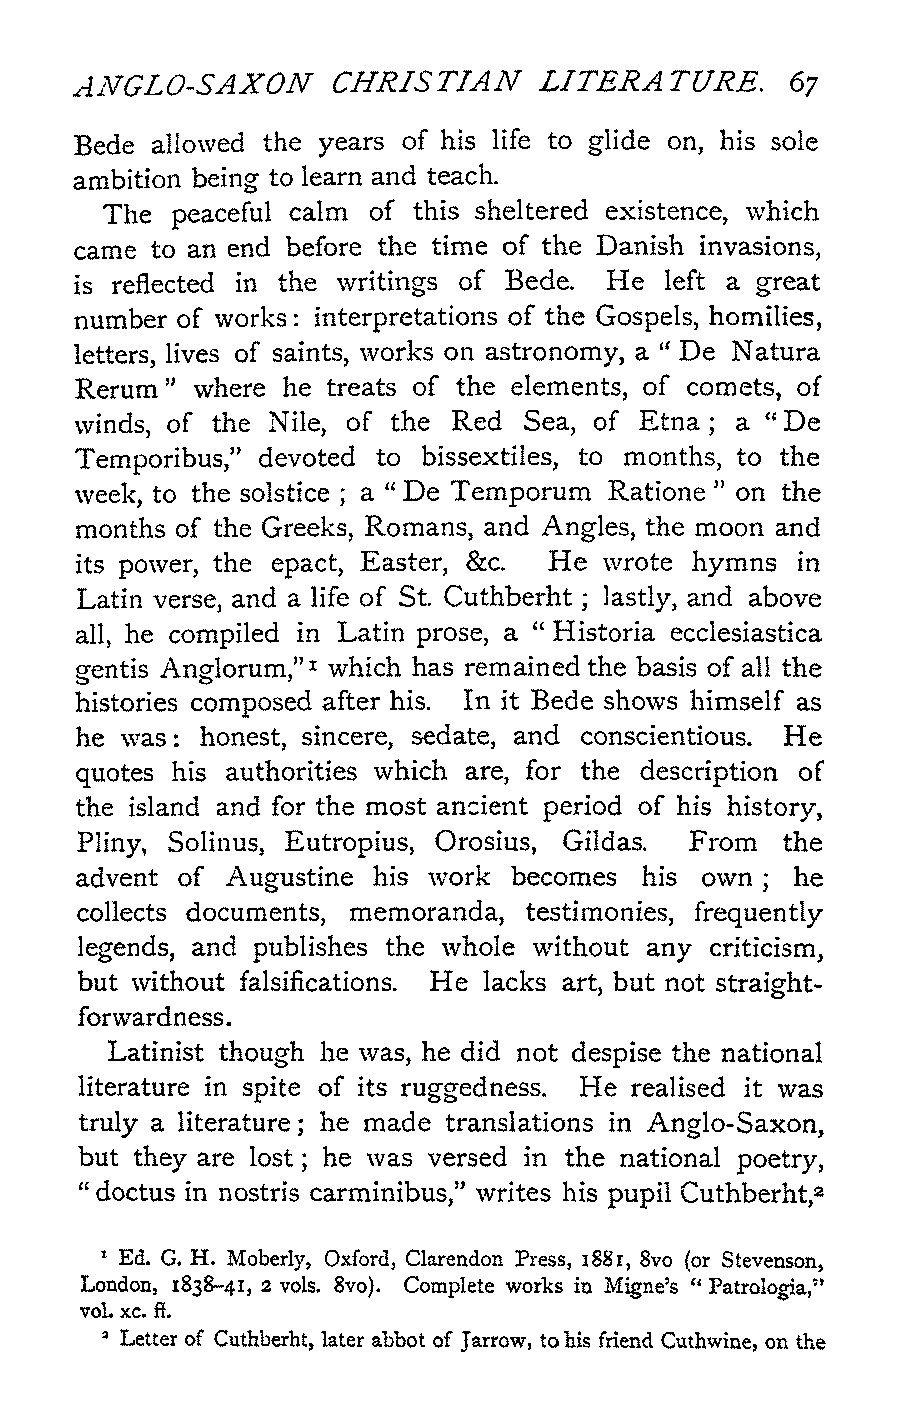 ANGLO-SAXON CHRISTIAN LITERATURE. 67
Bede allowed the years of his life to glide on, his sole
ambition being to learn and teach.
The peaceful calm of this sheltered existence, which
came to an end before the time of the Danish invasions,
is reflected in the writings of Bede. He left a great
number of works: interpretations of the Gospels, homilies,
letters, lives of saints, works on astronomy, a “ De Natura
Rerum ” where he treats of the elements, of comets, of
winds, of the Nile, of the Red Sea, of Etna ; a “ De
Temporibus,” devoted to bissextiles, to months, to the
week, to the solstice ; a “ De Temporum Ratione ” on the
months of the Greeks, Romans, and Angles, the moon and
its power, the epact, Easter, &c. He wrote hymns in
Latin verse, and a life of St. Cuthberht ; lastly, and above
all, he compiled in Latin prose, a “ Historia ecclesiastica
gentis Anglorum,” ¹ which has remained the basis of all the
histories composed after his. In it Bede shows himself as
he was: honest, sincere, sedate, and conscientious. He
quotes his authorities which are, for the description of
the island and for the most ancient period of his history,
Pliny, Solinus, Eutropius, Orosius, Gildas. From the
advent of Augustine his work becomes his own ; he
collects documents, memoranda, testimonies, frequently
legends, and publishes the whole without any criticism,
but without falsifications. He lacks art, but not straight-
forwardness.
Latinist though he was, he did not despise the national
literature in spite of its ruggedness. He realised it was
truly a literature ; he made translations in Anglo-Saxon,
but they are lost ; he was versed in the national poetry,
“ doctus in nostris carminibus,” writes his pupil Cuthberht,²
¹ Ed. G. H. Moberly, Oxford, Clarendon Press, 1881, 8vo (or Stevenson,
London, 1838–41, 2 vols. 8vo). Complete works in Migne’s “ Patrologia,”
vol. xc. ff.
² Letter of Cuthberht, later abbot of Jarrow, to his friend Cuthwine, on the